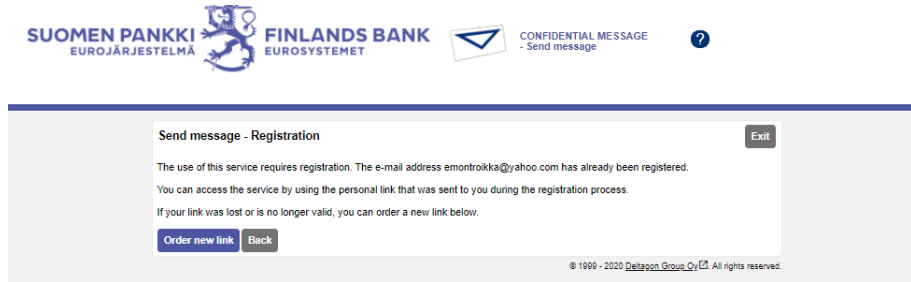 SUOMEN PANKKI
EUROJÄRJESTELMÄ
FINLANDS BANK
EUROSYSTEMET
CONFIDENTIAL MESSAGE
- Send message
?
Send message - Registration
Exit
The use of this service requires registration. The e-mail address emontroikka@yahoo.com has already been registered.
You can access the service by using the personal link that was sent to you during the registration process.
If your link was lost or is no longer valid, you can order a new link below.
Order new link Back
© 1999 - 2020 Deltagon Group Oy. All rights reserved.